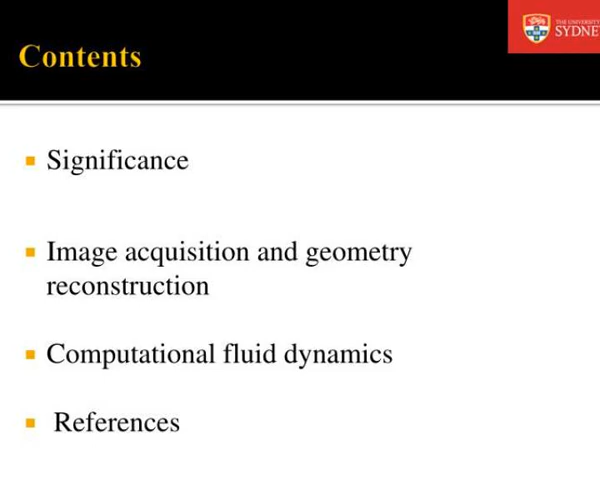 Contents
THE UNIVERSITY
SYDNE
Significance
Image acquisition and geometry
reconstruction
Computational fluid dynamics
References